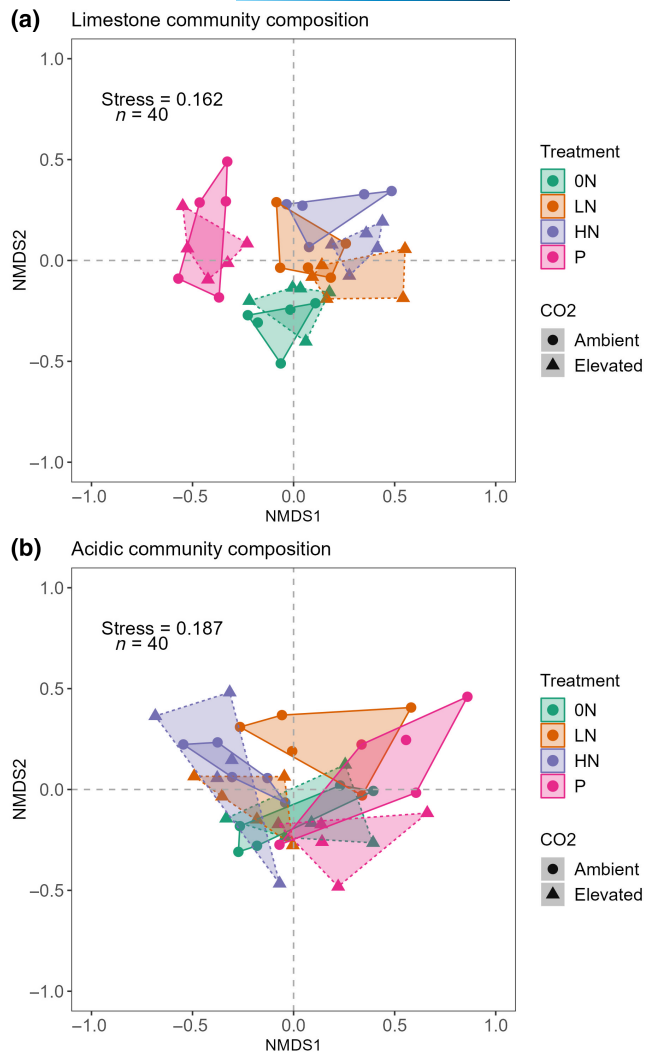 (a) Limestone community composition
1.0
Stress = 0.162
n = 40
0.5
NMDS2
0.0
−0.5
−1.0
−1.0 −0.5 0.0 0.5 1.0
NMDS1
Treatment
0N
LN
HN
P
CO2
Ambient
Elevated
(b) Acidic community composition
1.0
Stress = 0.187
n = 40
0.5
NMDS2
0.0
−0.5
−1.0
−1.0 −0.5 0.0 0.5 1.0
NMDS1
Treatment
0N
LN
HN
P
CO2
Ambient
Elevated